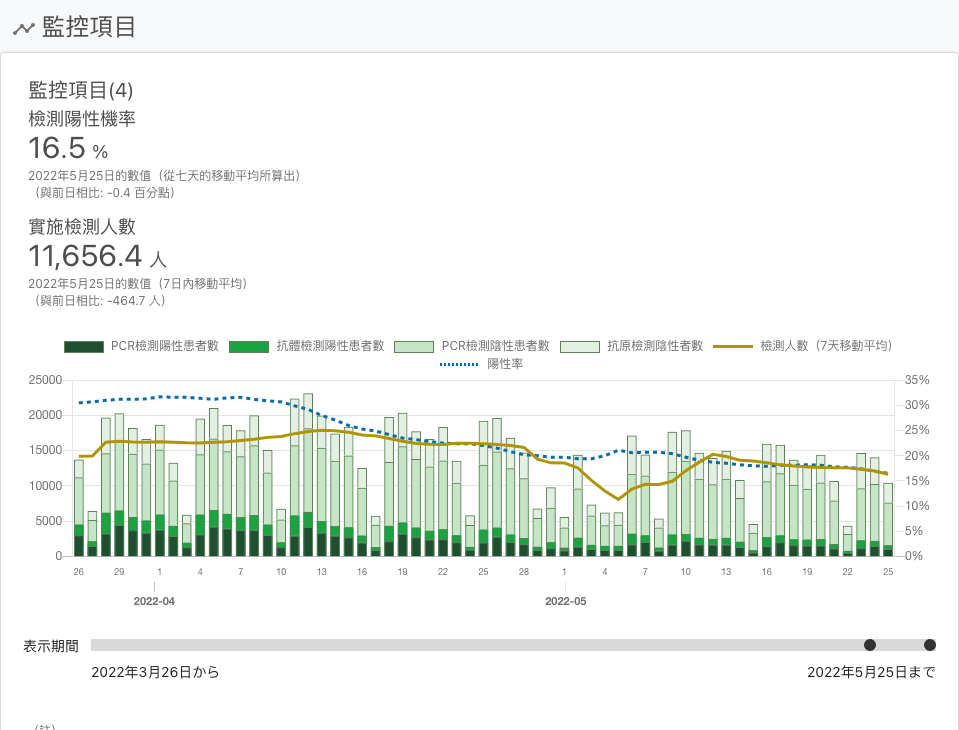 監控項目
監控項目(4)
檢測陽性機率
16.5 %
2022年5月25日的數值（從七天的移動平均所算出）
（與前日相比: -0.4 百分點）
實施檢測人數
11,656.4 人
2022年5月25日的數值（7日內移動平均）
（與前日相比: -464.7 人）
PCR檢測陽性患者數 抗體檢測陽性患者數 PCR檢測陰性患者數 抗原檢測陰性者數 檢測人數（7天移動平均）
陽性率
25000 35%
20000 30%
15000 25%
10000 20%
5000 15%
0 10%
5%
0%
26 29 1 4 7 10 13 16 19 22 25 28 1 4 7 10 13 16 19 22 25
2022-04 2022-05
表示期間
2022年3月26日から 2022年5月25日まで
（註）